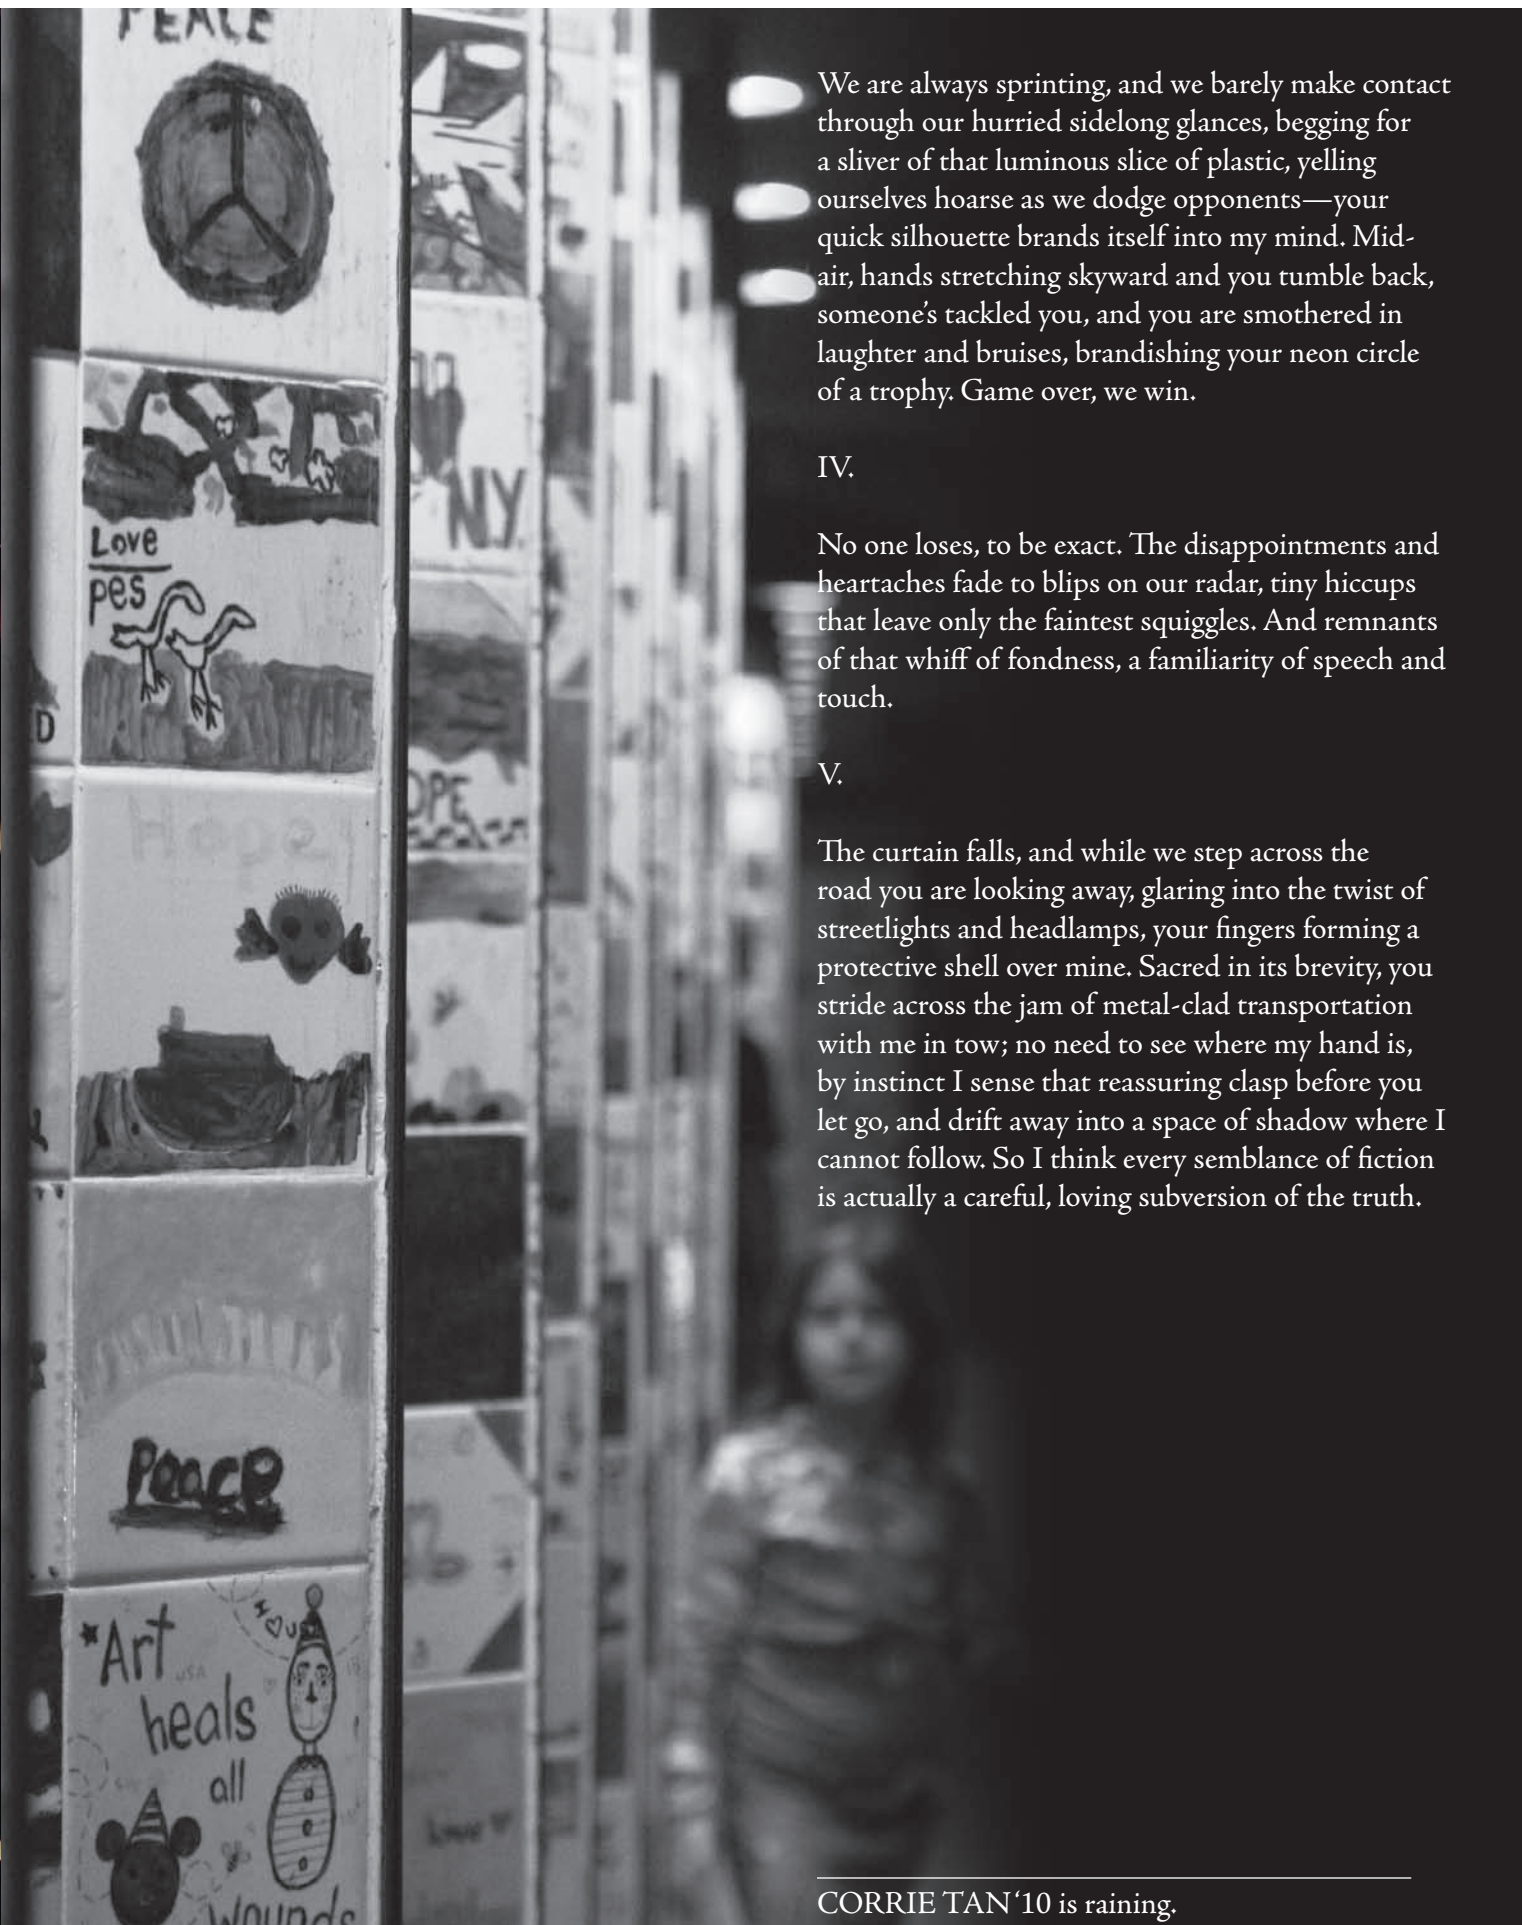 PEACE
Love
pes
N.Y.
D
OPE
Hope
Peace
Art
USA
heals
all
wounds
I ♡ U
Love ♥
We are always sprinting, and we barely make contact
through our hurried sidelong glances, begging for
a sliver of that luminous slice of plastic, yelling
ourselves hoarse as we dodge opponents—your
quick silhouette brands itself into my mind. Mid-
air, hands stretching skyward and you tumble back,
someone’s tackled you, and you are smothered in
laughter and bruises, brandishing your neon circle
of a trophy. Game over, we win.
IV.
No one loses, to be exact. The disappointments and
heartaches fade to blips on our radar, tiny hiccups
that leave only the faintest squiggles. And remnants
of that whiff of fondness, a familiarity of speech and
touch.
V.
The curtain falls, and while we step across the
road you are looking away, glaring into the twist of
streetlights and headlamps, your fingers forming a
protective shell over mine. Sacred in its brevity, you
stride across the jam of metal-clad transportation
with me in tow; no need to see where my hand is,
by instinct I sense that reassuring clasp before you
let go, and drift away into a space of shadow where I
cannot follow. So I think every semblance of fiction
is actually a careful, loving subversion of the truth.
CORRIE TAN ‘10 is raining.